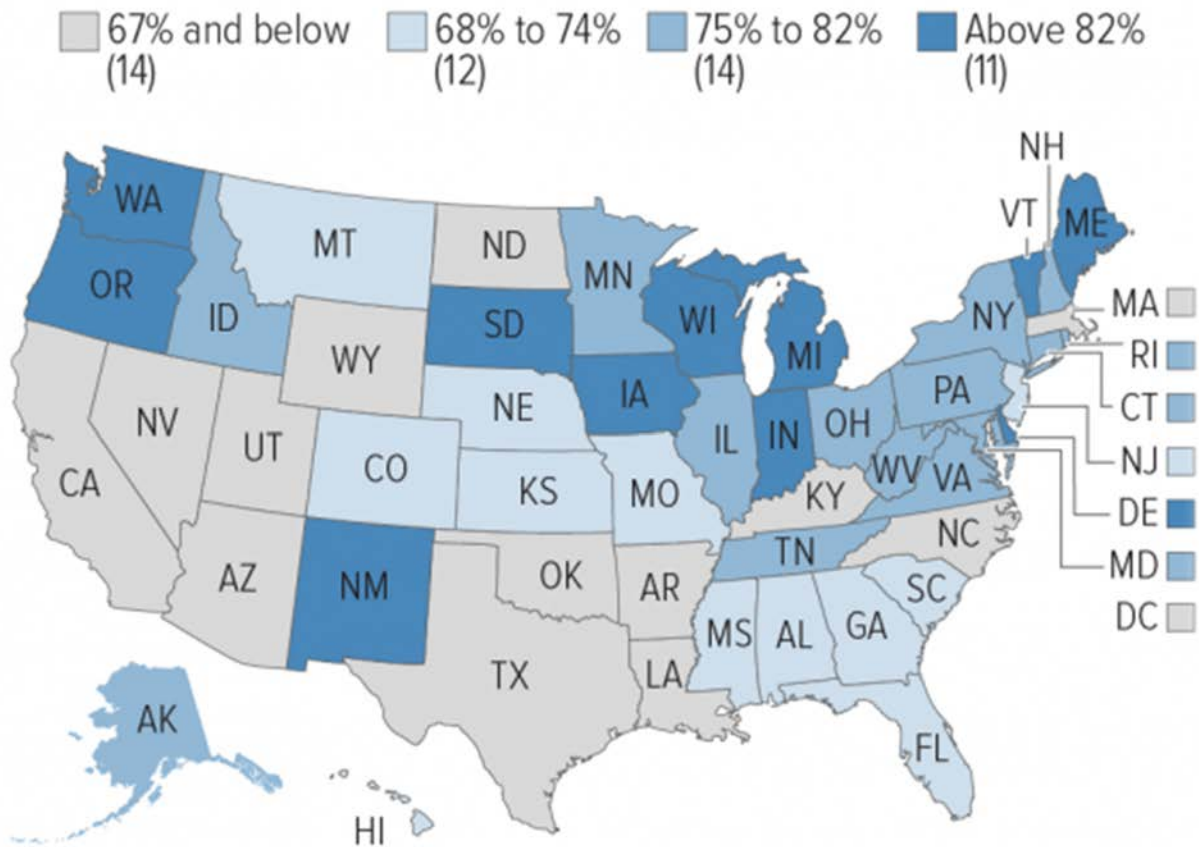 67% and below 68% to 74% 75% to 82% Above 82%
(14) (12) (14) (11)
NH
WA
VT
ME
MT
ND
OR
MN
MA
ID
SD
WI
NY
RI
WY
MI
IA
PA
CT
NE
NV
OH
IL
IN
UT
CO
NJ
CA
KS
MO
WV
VA
KY
DE
NC
TN
MD
AZ
NM
OK
AR
SC
DC
MS
AL
GA
TX
LA
AK
FL
HI